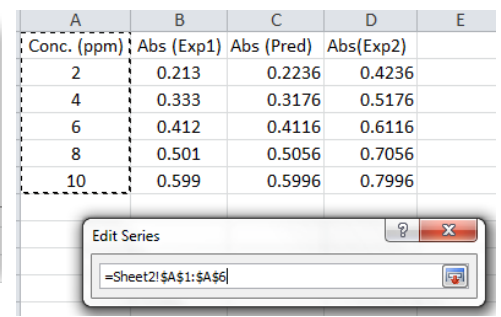 A B C D E
Conc. (ppm) Abs (Exp1) Abs (Pred) Abs(Exp2)
2 0.213 0.2236 0.4236
4 0.333 0.3176 0.5176
6 0.412 0.4116 0.6116
8 0.501 0.5056 0.7056
10 0.599 0.5996 0.7996
Edit Series ? X
=Sheet2!$A$1:$A$6